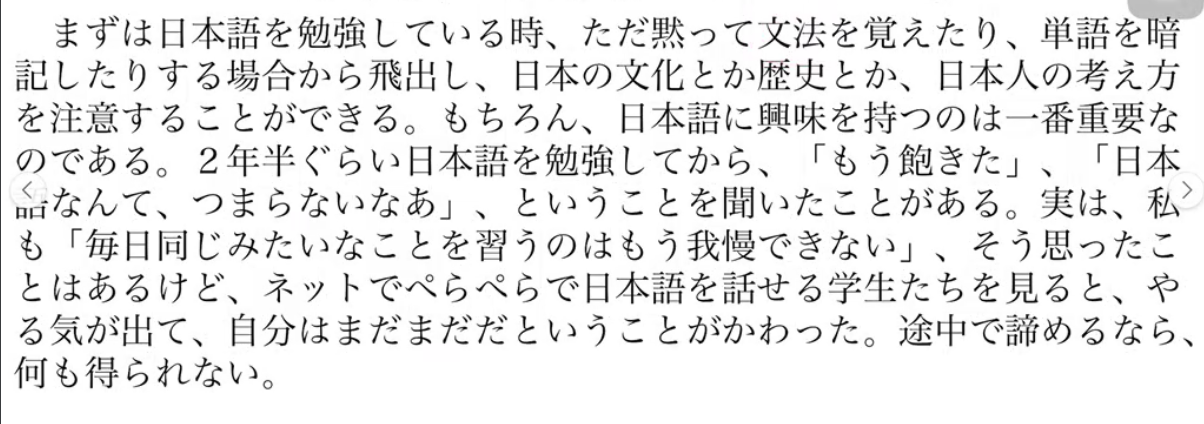 まずは日本語を勉強している時、ただ黙って文法を覚えたり、単語を暗
記したりする場合から飛出し、日本の文化とか歴史とか、日本人の考え方
を注意することができる。もちろん、日本語に興味を持つのは一番重要な
のである。２年半ぐらい日本語を勉強してから、「もう飽きた」、「日本
語なんて、つまらないなあ」、ということを聞いたことがある。実は、私
も「毎日同じみたいなことを習うのはもう我慢できない」、そう思ったこ
とはあるけど、ネットでぺらぺらで日本語を話せる学生たちを見ると、や
る気が出て、自分はまだまだだということがかわった。途中で諦めるなら、
何も得られない。